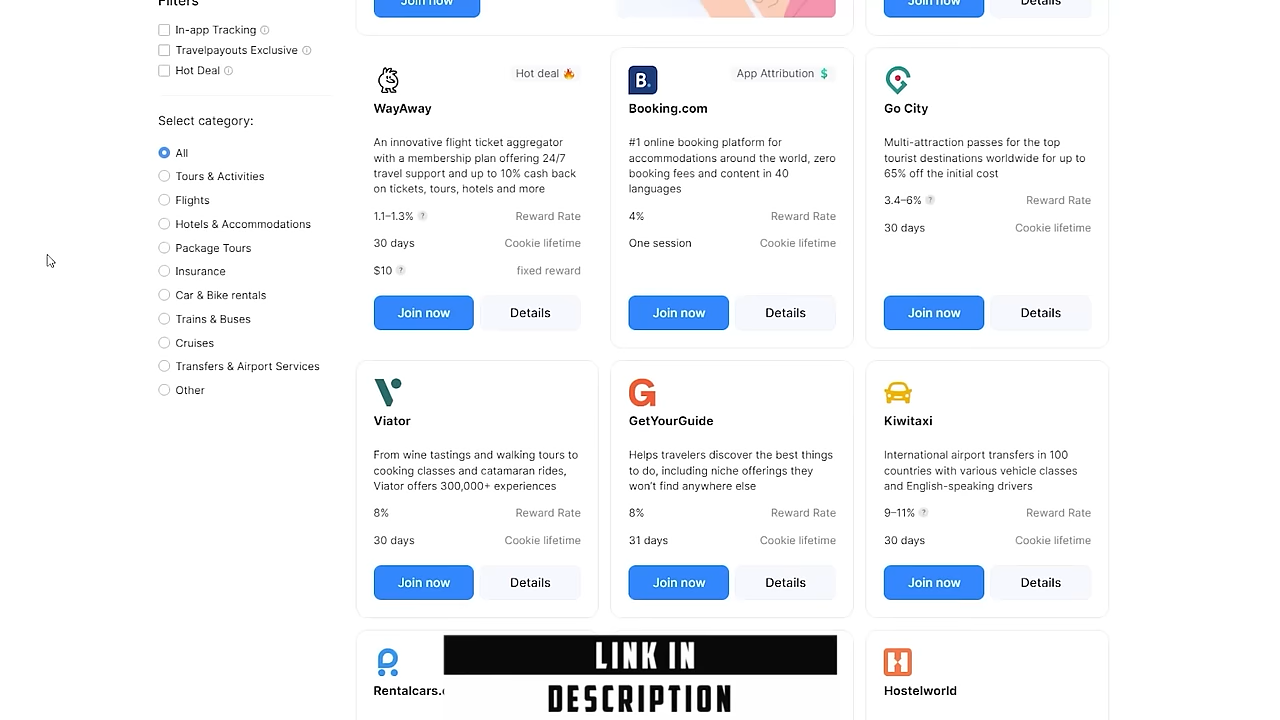 Filters
In-app Tracking
Travelpayouts Exclusive
Hot Deal
Select category:
All
Tours & Activities
Flights
Hotels & Accommodations
Package Tours
Insurance
Car & Bike rentals
Trains & Buses
Cruises
Transfers & Airport Services
Other
Join now
Join now
Details
Hot deal
WayAway
An innovative flight ticket aggregator
with a membership plan offering 24/7
travel support and up to 10% cash back
on tickets, tours, hotels and more
1.1–1.3% ? Reward Rate
30 days Cookie lifetime
$10 ? fixed reward
Join now Details
B.
App Attribution
Booking.com
#1 online booking platform for
accommodations around the world, zero
booking fees and content in 40
languages
4% Reward Rate
One session Cookie lifetime
Join now Details
Go City
Multi-attraction passes for the top
tourist destinations worldwide for up to
65% off the initial cost
3.4–6% ? Reward Rate
30 days Cookie lifetime
Join now Details
Viator
From wine tastings and walking tours to
cooking classes and catamaran rides,
Viator offers 300,000+ experiences
8% Reward Rate
30 days Cookie lifetime
Join now Details
G
GetYourGuide
Helps travelers discover the best things
to do, including niche offerings they
won't find anywhere else
8% Reward Rate
31 days Cookie lifetime
Join now Details
Kiwitaxi
International airport transfers in 100
countries with various vehicle classes
and English-speaking drivers
9–11% ? Reward Rate
30 days Cookie lifetime
Join now Details
Rentalcars.
H
Hostelworld
LINK IN
DESCRIPTION